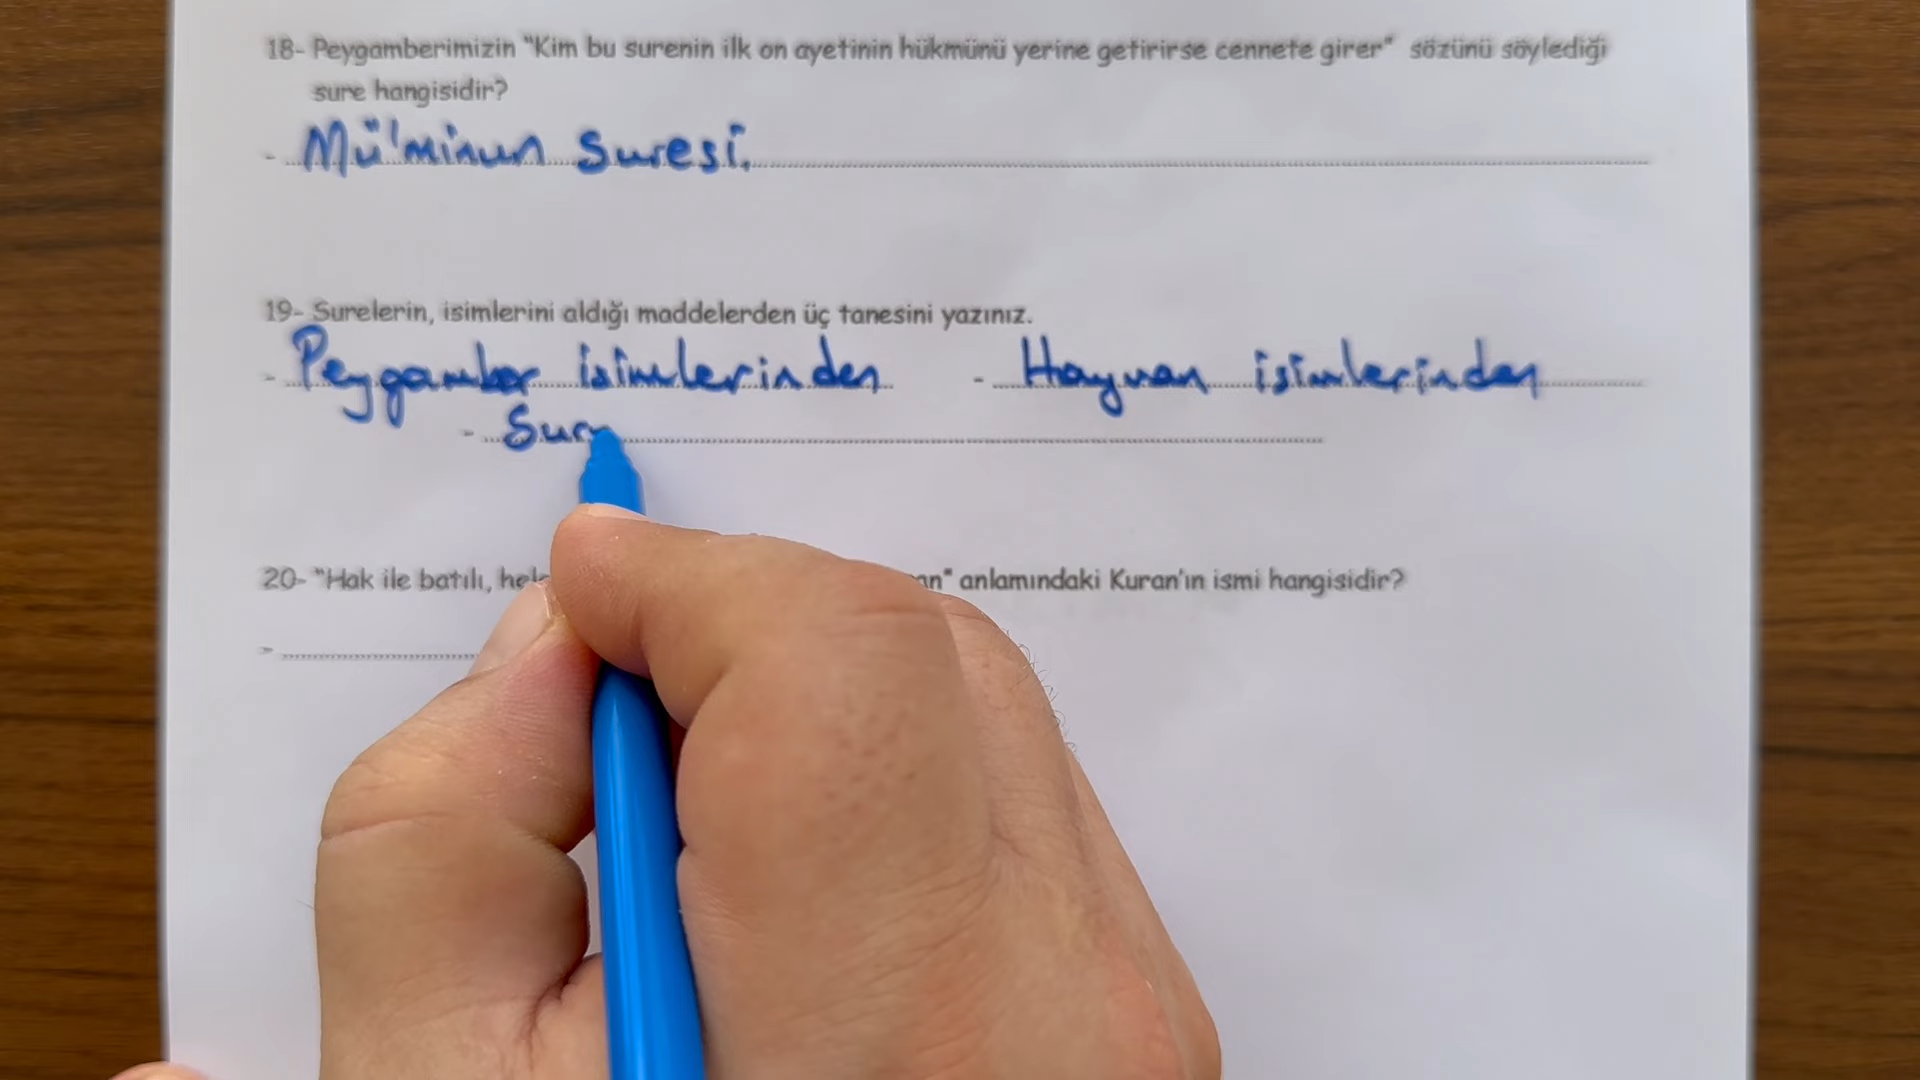 18- Peygamberimizin "Kim bu surenin ilk on ayetinin hükmünü yerine getirirse cennete girer" sözünü söylediği
sure hangisidir?
- Mü'minun Suresi.
19- Surelerin, isimlerini aldığı maddelerden üç tanesini yazınız.
- Peygamber isimlerinden - Hayvan isimlerinden
- Sur
20- "Hak ile batılı, an" anlamındaki Kuran'ın ismi hangisidir?
-